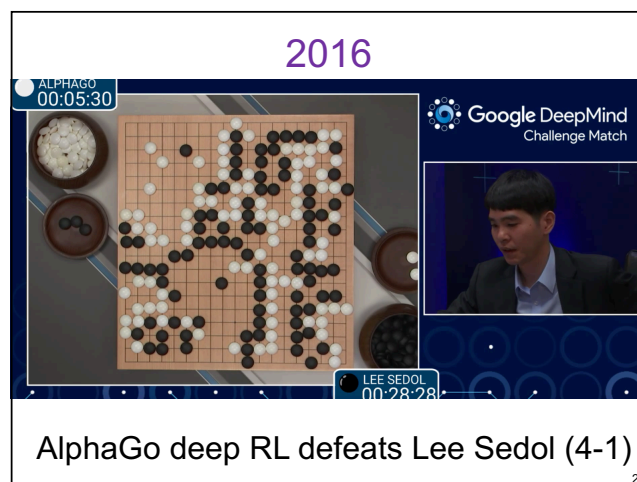 2016
ALPHAGO
00:05:30
Google DeepMind
Challenge Match
LEE SEDOL
00:28:28
AlphaGo deep RL defeats Lee Sedol (4-1)
2